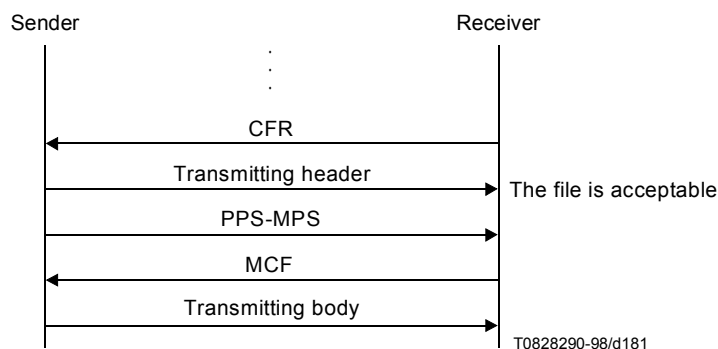 Sender Receiver
.
.
.
CFR
Transmitting header
The file is acceptable
PPS-MPS
MCF
Transmitting body
T0828290-98/d181